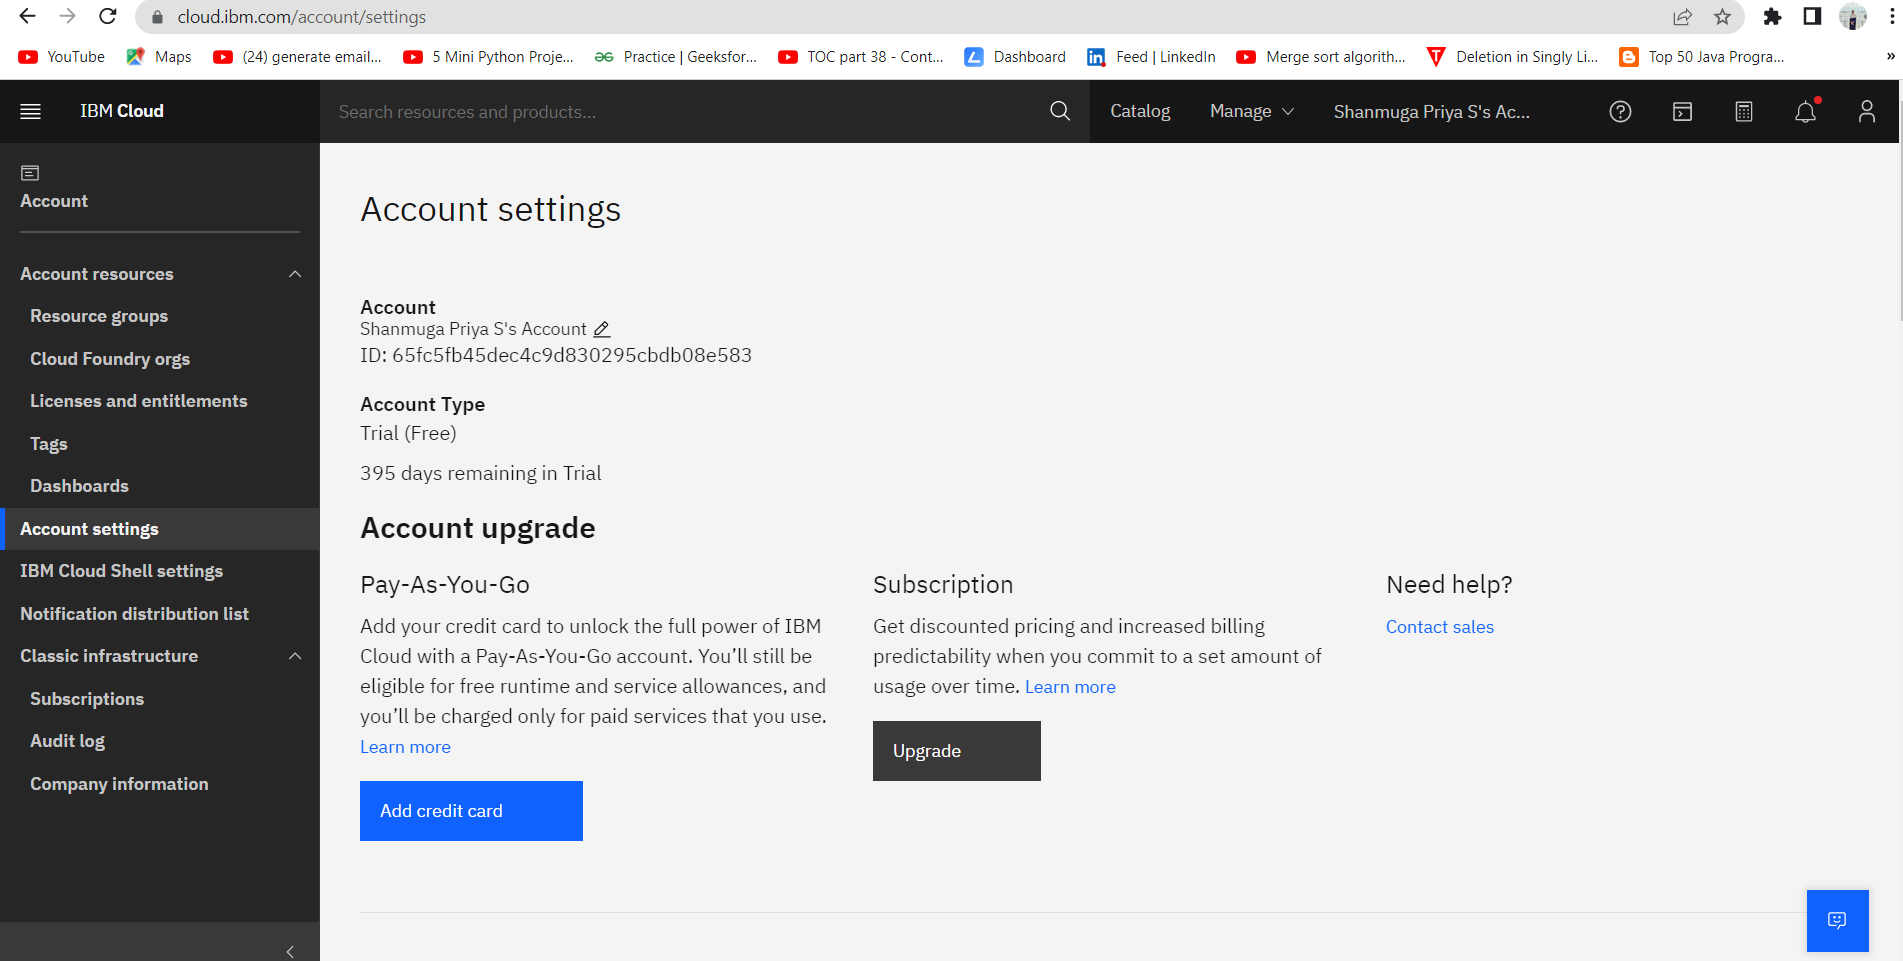 cloud.ibm.com/account/settings
YouTube Maps (24) generate email... 5 Mini Python Proje... Practice | Geeksfor... TOC part 38 - Cont... Dashboard Feed | LinkedIn Merge sort algorith... Deletion in Singly Li... Top 50 Java Progra... »
IBM Cloud Search resources and products... Catalog Manage Shanmuga Priya S's Ac...
Account
Account resources
Resource groups
Cloud Foundry orgs
Licenses and entitlements
Tags
Dashboards
Account settings
IBM Cloud Shell settings
Notification distribution list
Classic infrastructure
Subscriptions
Audit log
Company information
Account settings
Account
Shanmuga Priya S's Account
ID: 65fc5fb45dec4c9d830295cbdb08e583
Account Type
Trial (Free)
395 days remaining in Trial
Account upgrade
Pay-As-You-Go
Add your credit card to unlock the full power of IBM
Cloud with a Pay-As-You-Go account. You’ll still be
eligible for free runtime and service allowances, and
you’ll be charged only for paid services that you use.
Learn more
Add credit card
Subscription
Get discounted pricing and increased billing
predictability when you commit to a set amount of
usage over time. Learn more
Upgrade
Need help?
Contact sales